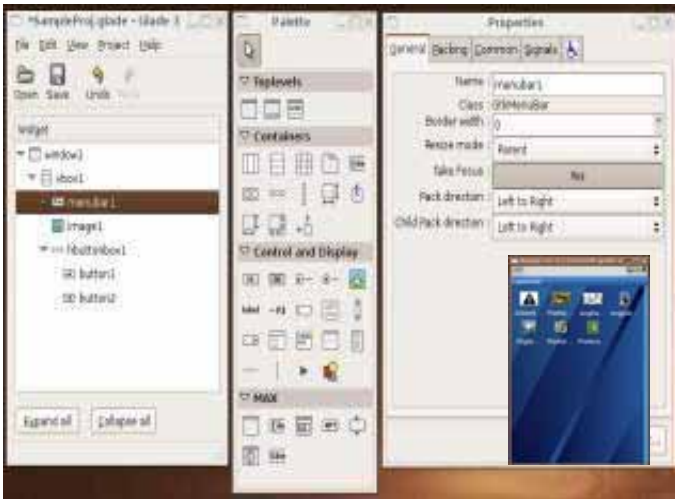 *SampleProj.glade - Glade 3
File Edit View Project Help
Open Save Undo
Widget
window1
vbox1
menubar1
image1
hbuttonbox1
button1
button2
Expand all Collapse all
Palette
Toplevels
Containers
Control and Display
label
MAX
Properties
General Packing Common Signals
Name menubar1
Class GtkMenuBar
Border width 0
Resize mode Parent
Take Focus No
Pack direction Left to Right
Child Pack direction Left to Right